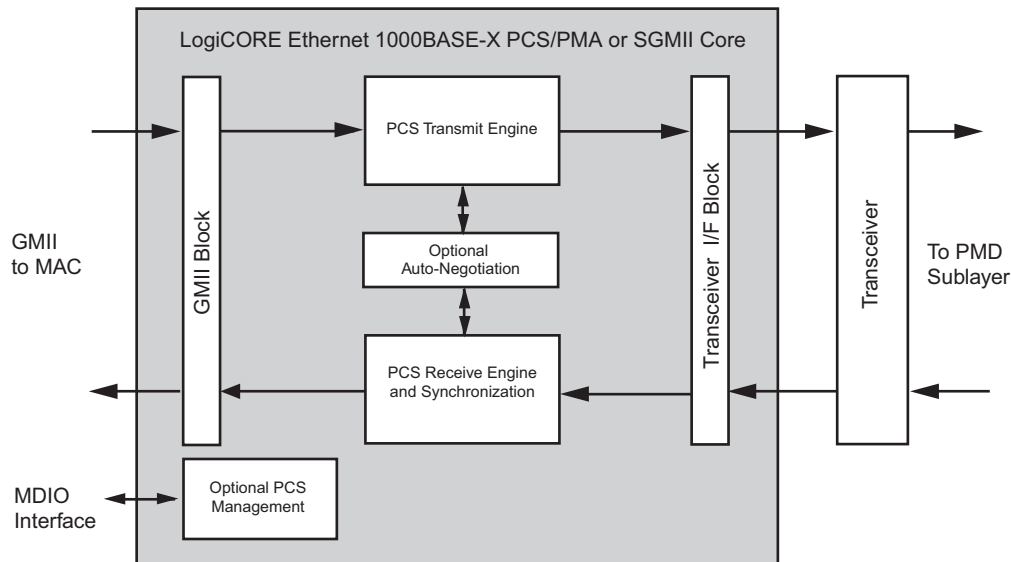 LogiCORE Ethernet 1000BASE-X PCS/PMA or SGMII Core
GMII
to MAC
GMII Block
PCS Transmit Engine
Optional
Auto-Negotiation
PCS Receive Engine
and Synchronization
Transceiver I/F Block
Transceiver
To PMD
Sublayer
MDIO
Interface
Optional PCS
Management